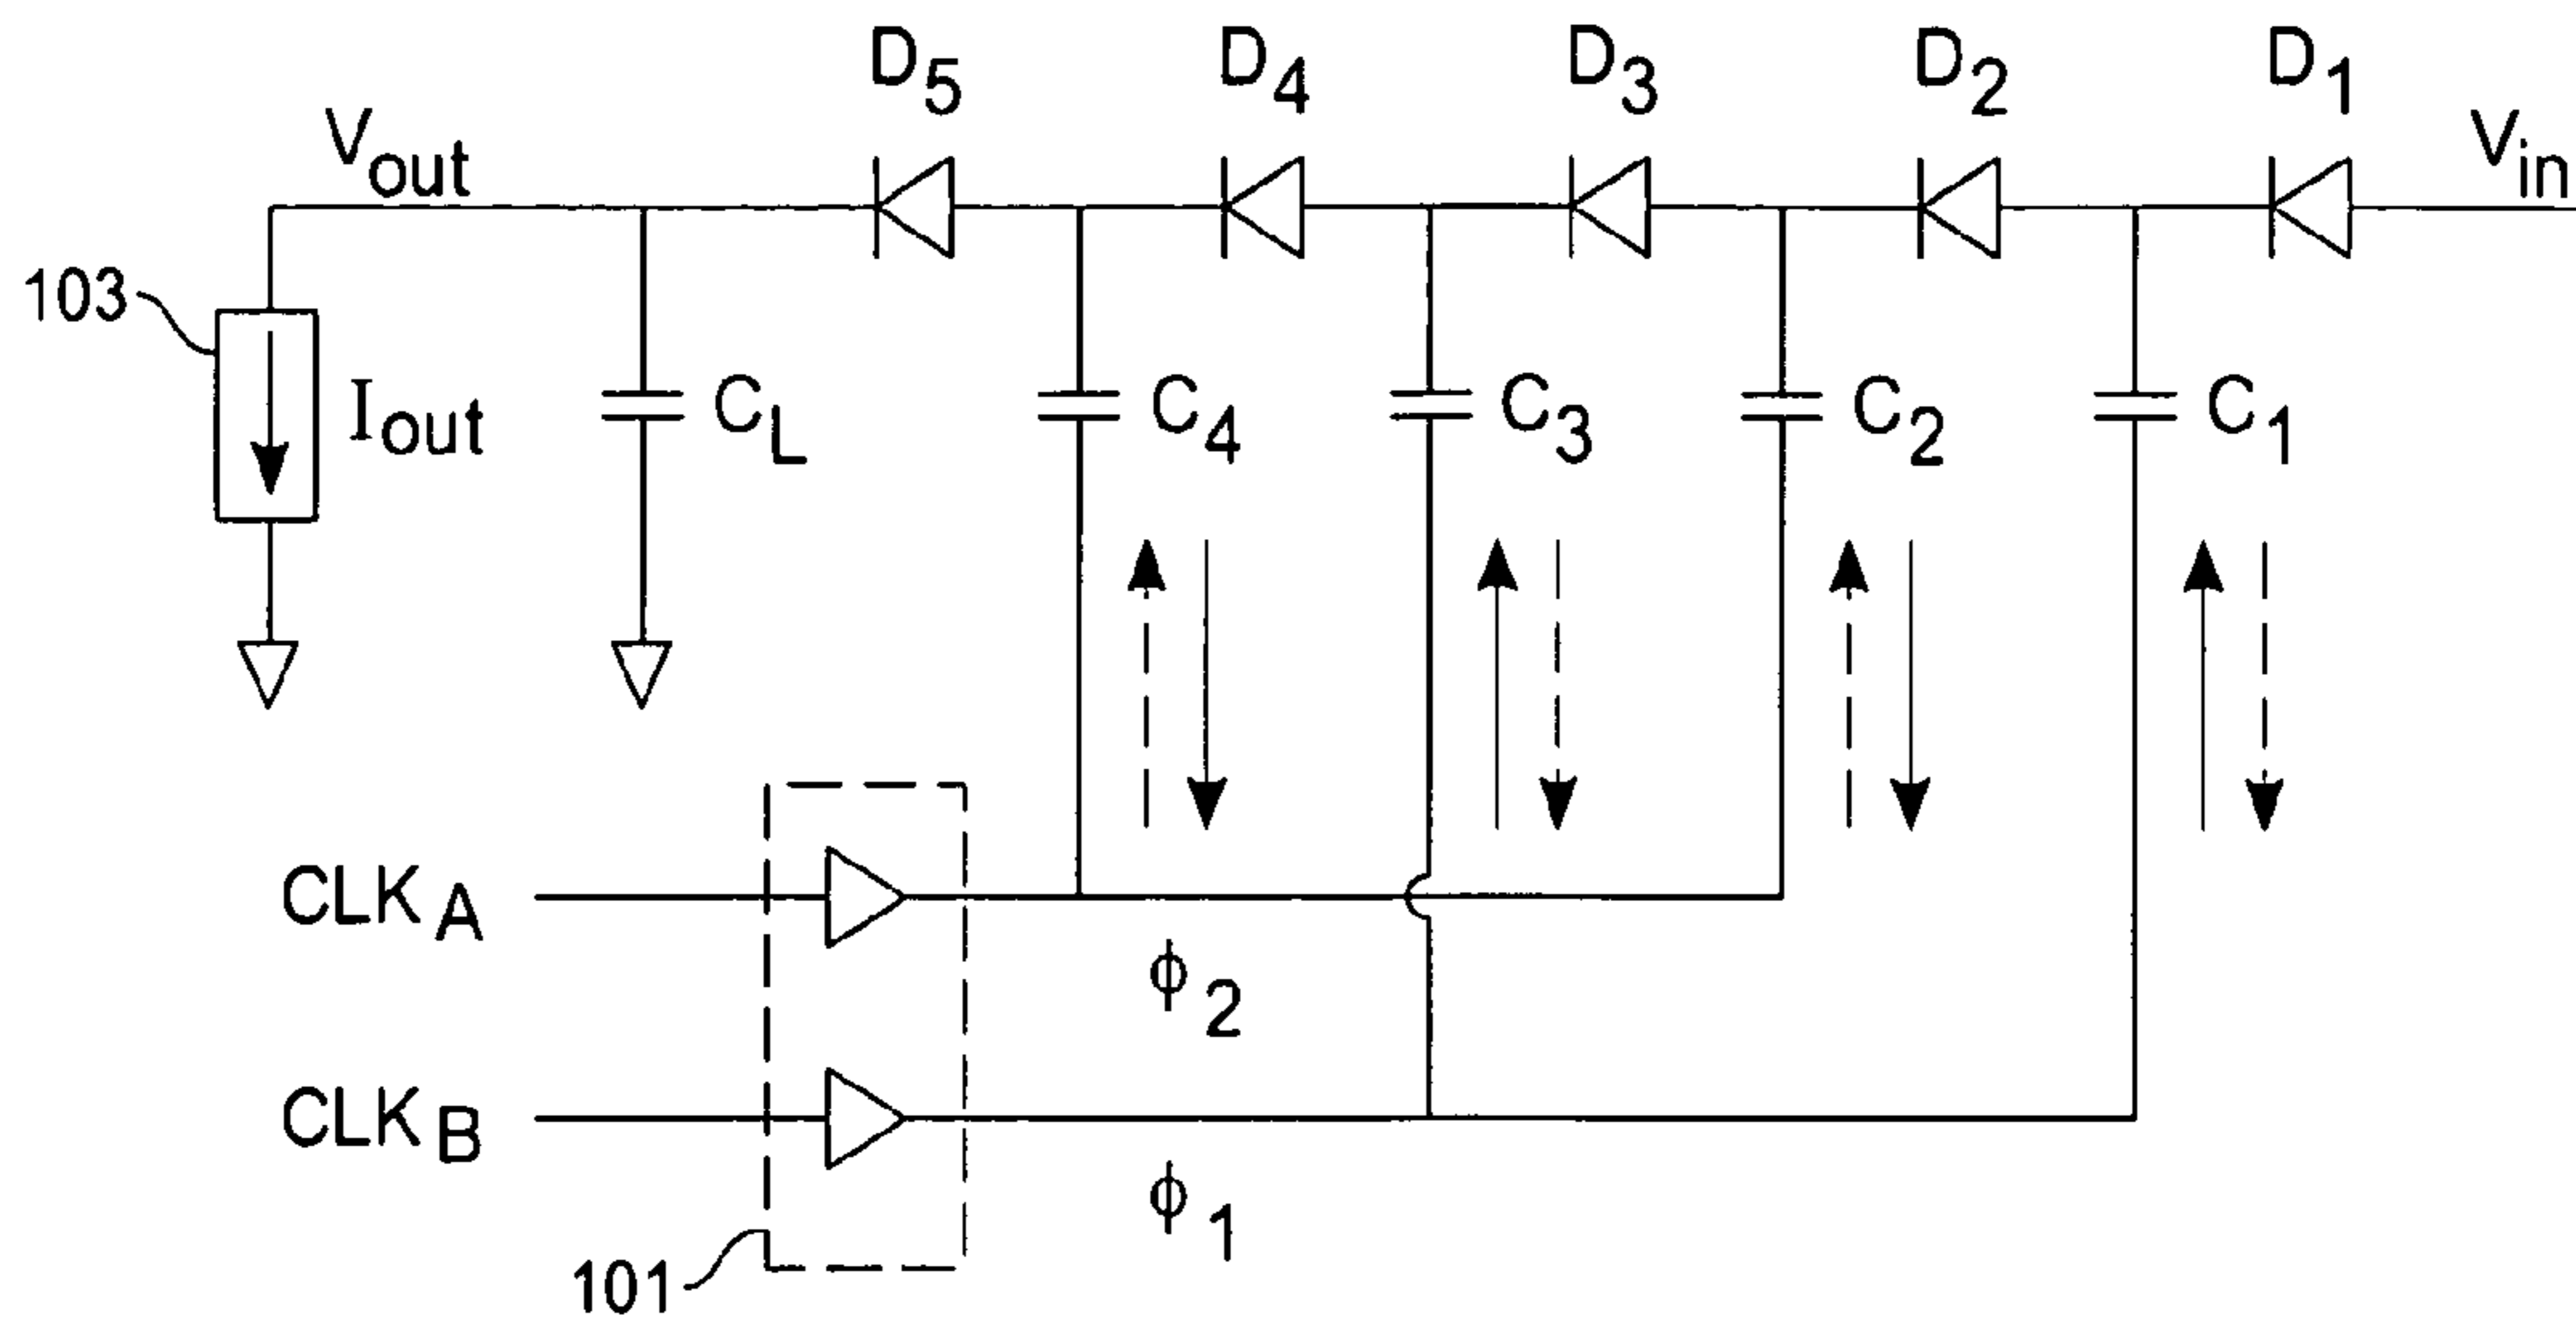 D5 D4 D3 D2 D1
Vout Vin
103
Iout CL C4 C3 C2 C1
CLKA
ϕ2
CLKB
ϕ1
101